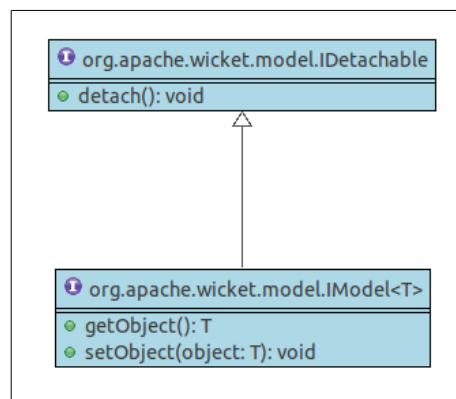 I org.apache.wicket.model.IDetachable
detach(): void
I org.apache.wicket.model.IModel<T>
getObject(): T
setObject(object: T): void